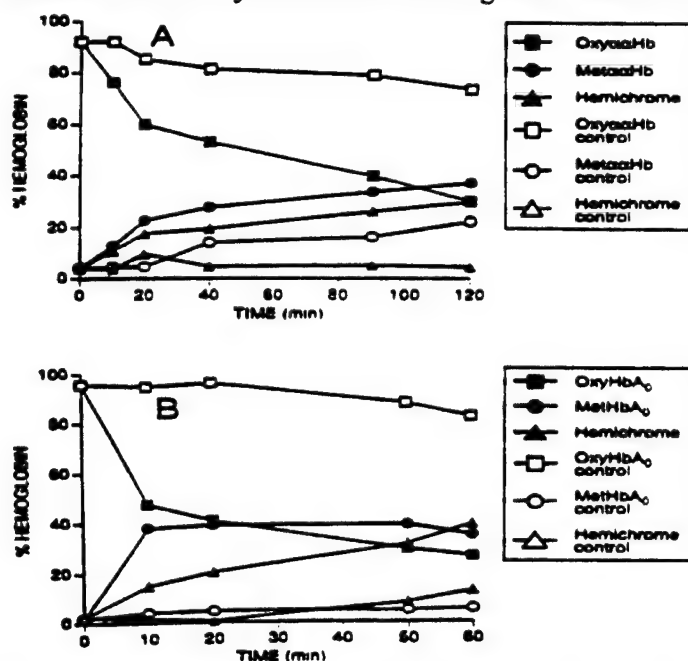 A
100
80
60
40
20
0
% HEMOGLOBIN
0 20 40 60 80 100 120
TIME (min)
OxyααHb
MetααHb
Hemichrome
OxyααHb
control
MetααHb
control
Hemichrome
control
B
100
80
60
40
20
0
% HEMOGLOBIN
0 10 20 30 40 50 60
TIME (min)
OxyHbA₀
MetHbA₀
Hemichrome
OxyHbA₀
control
MetHbA₀
control
Hemichrome
control